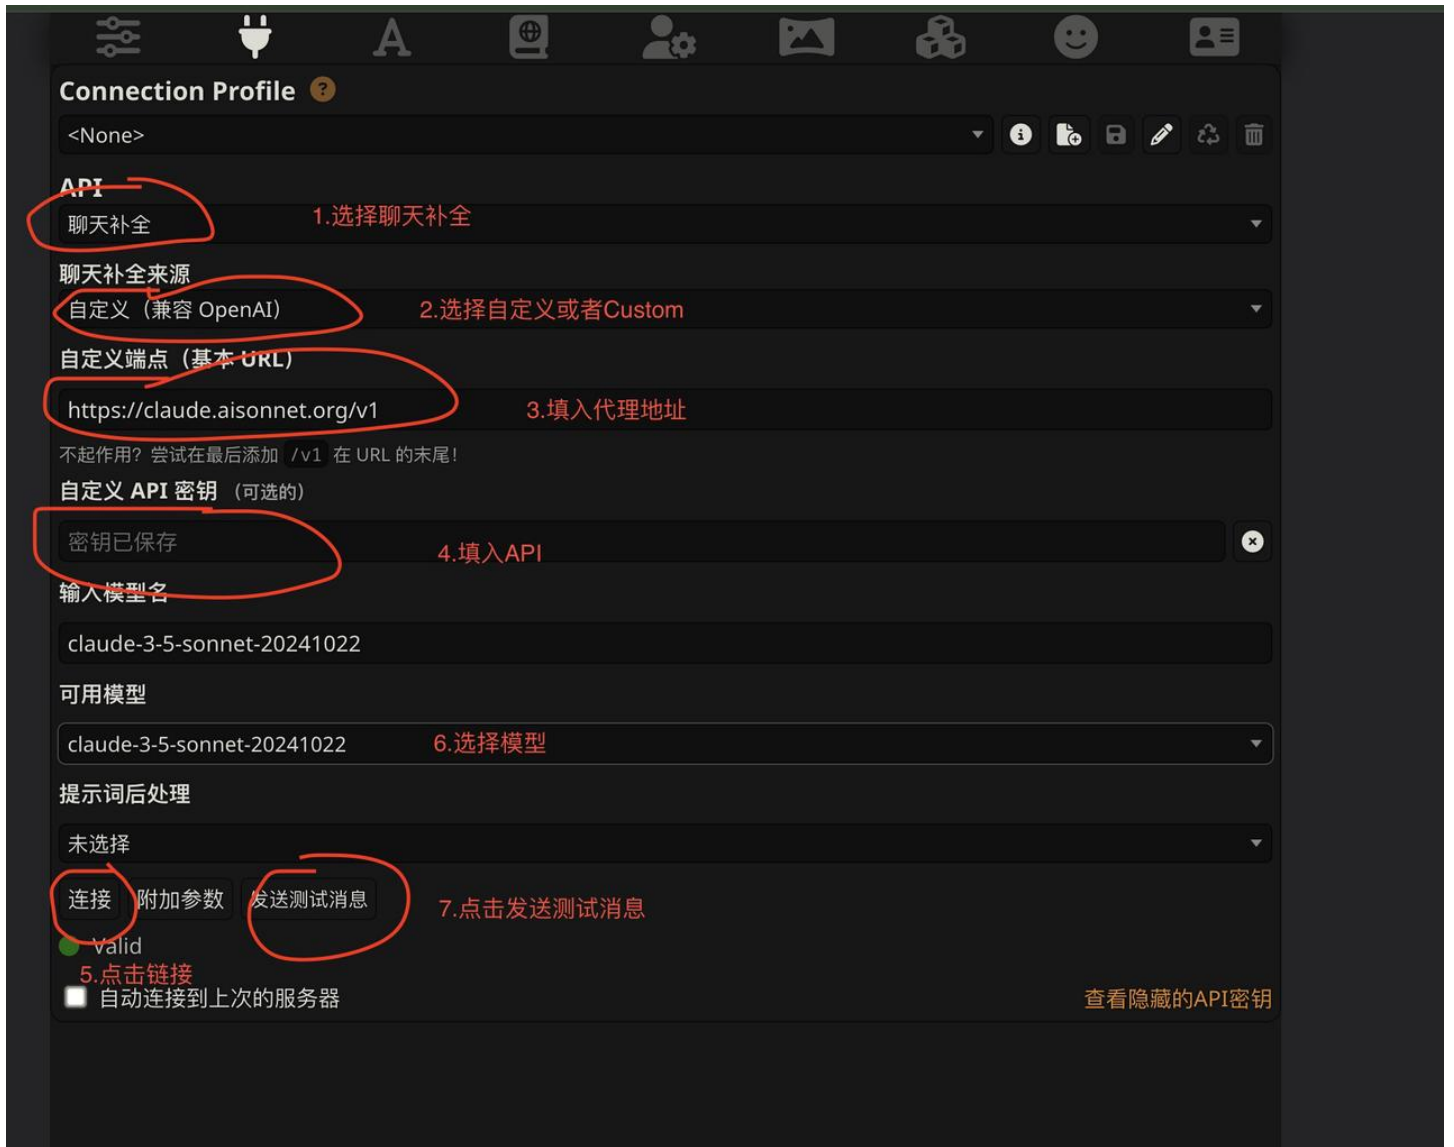 Connection Profile ?
<None>
API
聊天补全
1.选择聊天补全
聊天补全来源
自定义（兼容 OpenAI）
2.选择自定义或者Custom
自定义端点（基本 URL）
https://claude.aisonnet.org/v1
3.填入代理地址
不起作用？尝试在最后添加 /v1 在 URL 的末尾！
自定义 API 密钥 （可选的）
密钥已保存
4.填入API
输入模型名
claude-3-5-sonnet-20241022
可用模型
claude-3-5-sonnet-20241022
6.选择模型
提示词后处理
未选择
连接 附加参数 发送测试消息
7.点击发送测试消息
Valid
5.点击链接
自动连接到上次的服务器
查看隐藏的API密钥